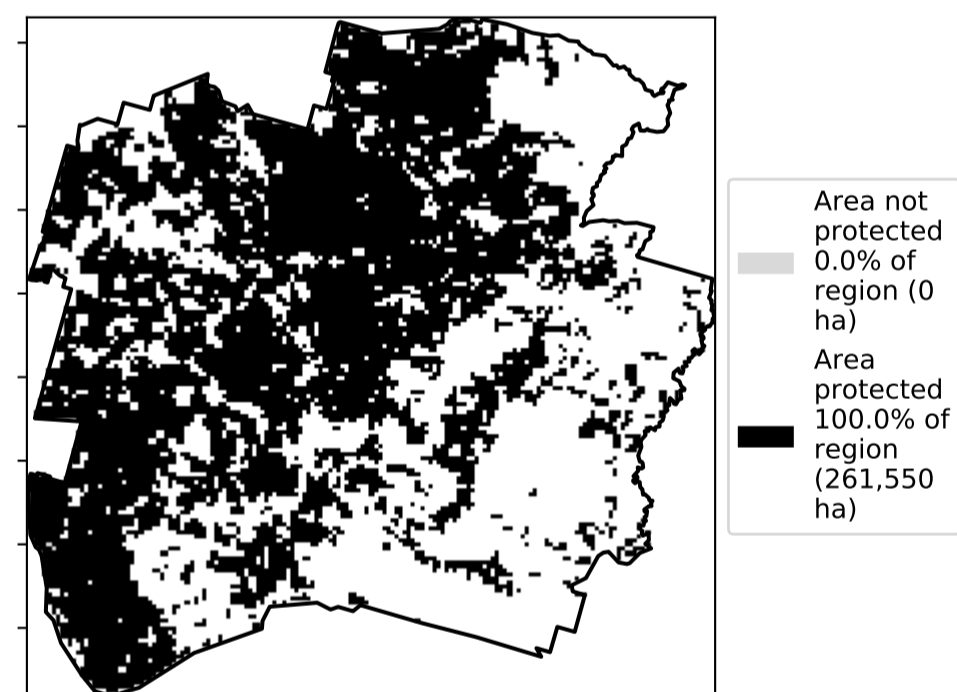 Area not
protected
0.0% of
region (0
ha)
Area
protected
100.0% of
region
(261,550
ha)